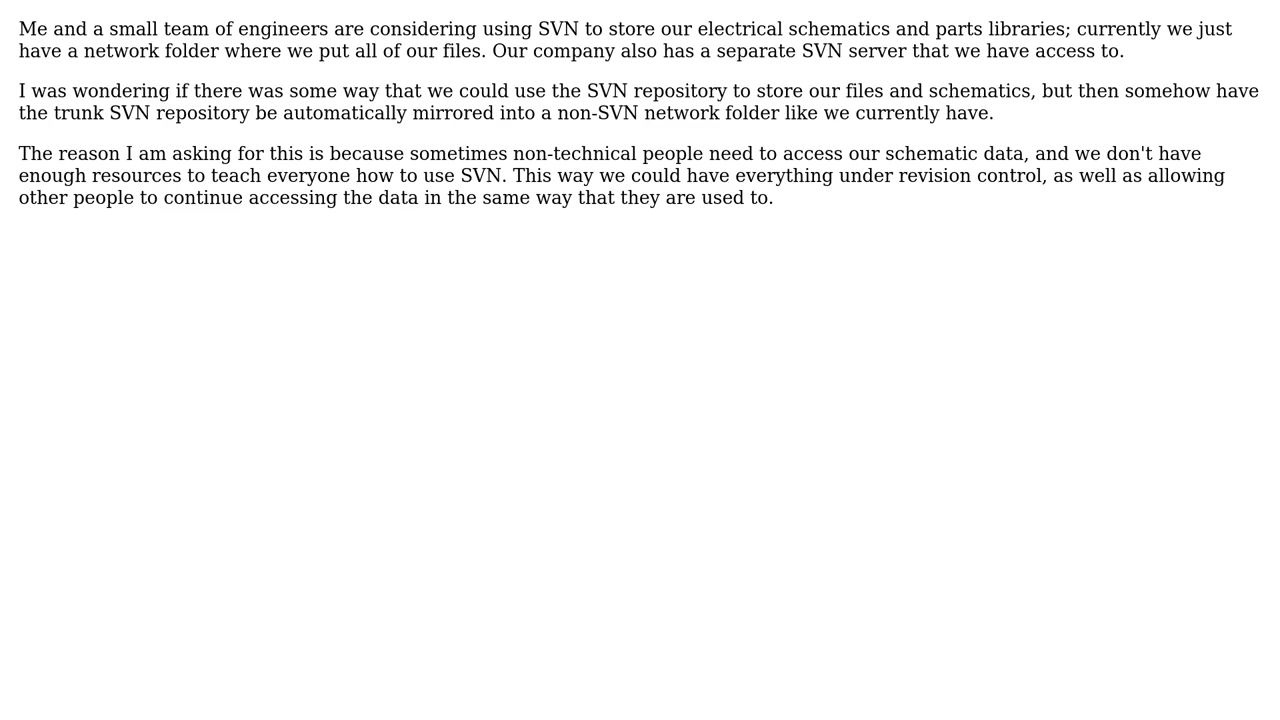 Me and a small team of engineers are considering using SVN to store our electrical schematics and parts libraries; currently we just
have a network folder where we put all of our files. Our company also has a separate SVN server that we have access to.
I was wondering if there was some way that we could use the SVN repository to store our files and schematics, but then somehow have
the trunk SVN repository be automatically mirrored into a non-SVN network folder like we currently have.
The reason I am asking for this is because sometimes non-technical people need to access our schematic data, and we don't have
enough resources to teach everyone how to use SVN. This way we could have everything under revision control, as well as allowing
other people to continue accessing the data in the same way that they are used to.